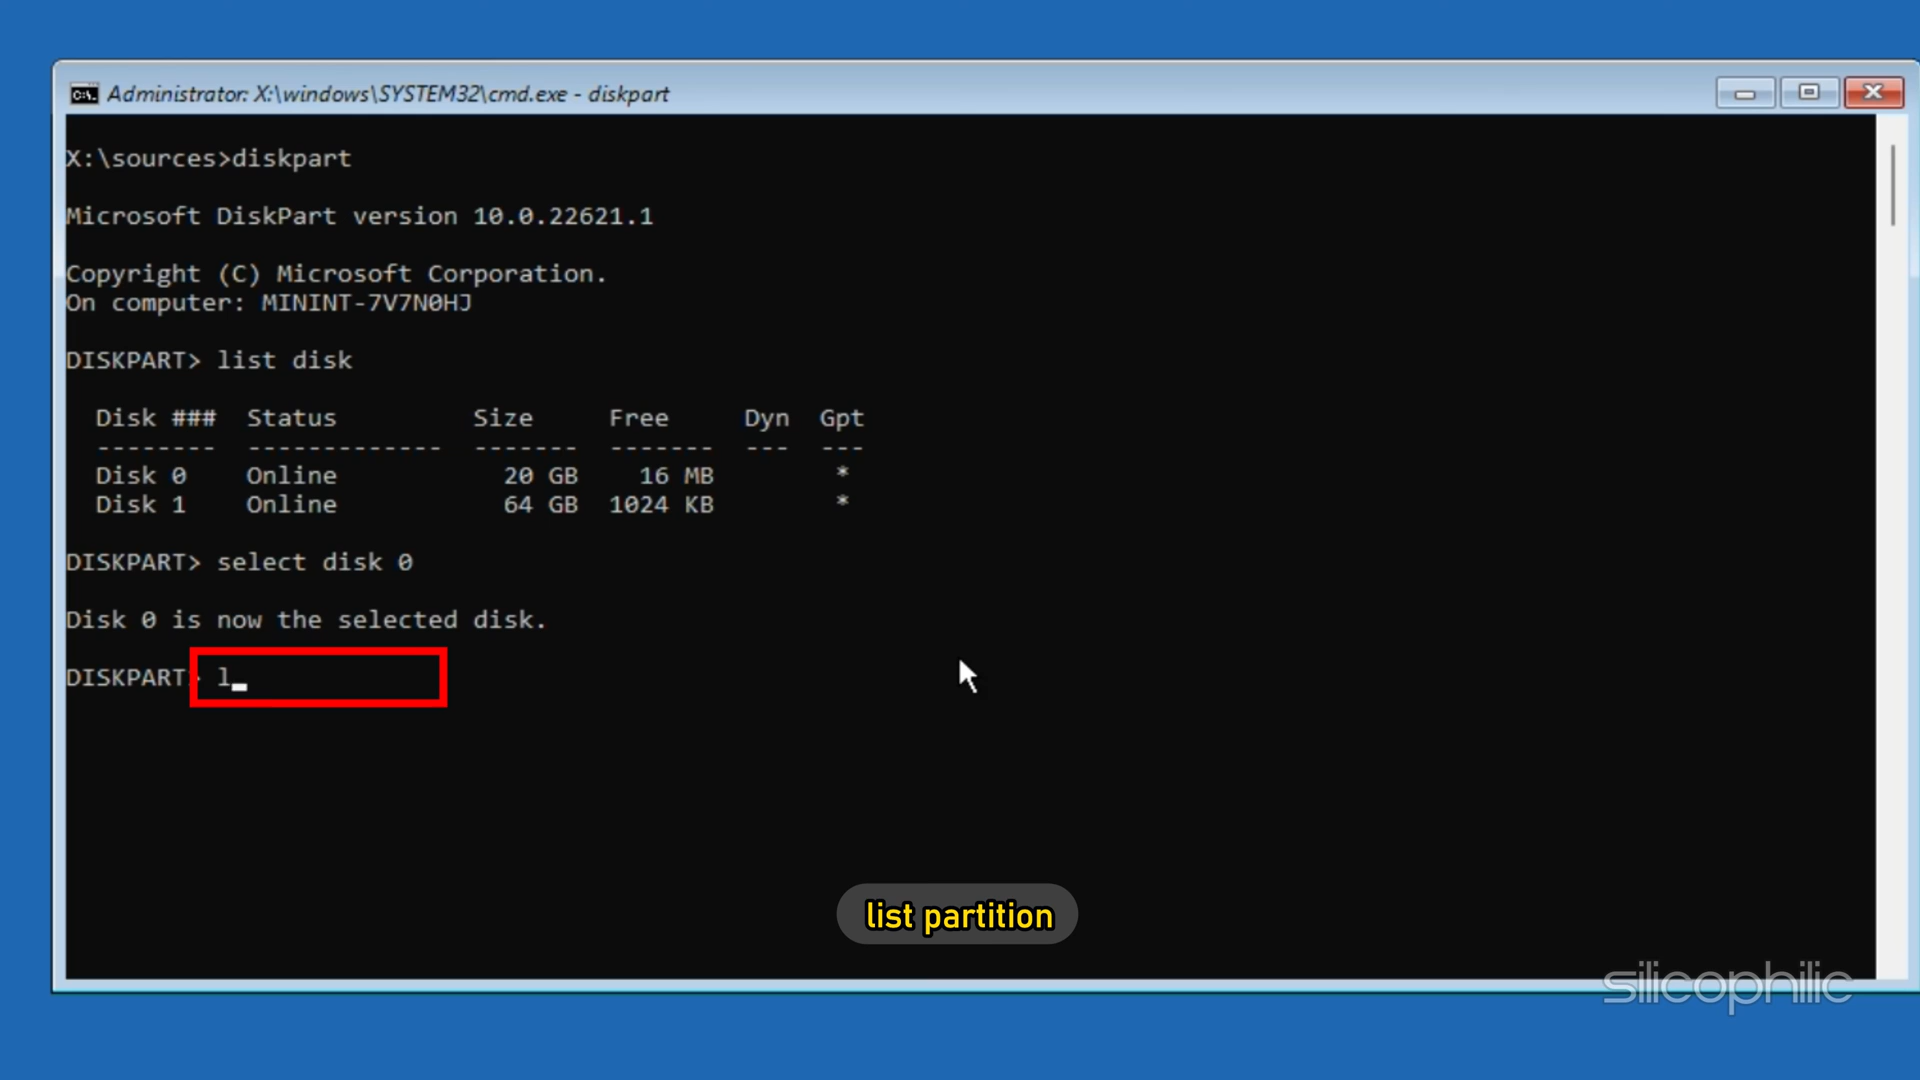 Administrator: X:\windows\SYSTEM32\cmd.exe - diskpart
X:\sources>diskpart
Microsoft DiskPart version 10.0.22621.1
Copyright (C) Microsoft Corporation.
On computer: MININT-7V7N0HJ
DISKPART> list disk
Disk ### Status Size Free Dyn Gpt
-------- ------------- ------- ------- --- ---
Disk 0 Online 20 GB 16 MB *
Disk 1 Online 64 GB 1024 KB *
DISKPART> select disk 0
Disk 0 is now the selected disk.
DISKPART> l_
list partition
silicophilic